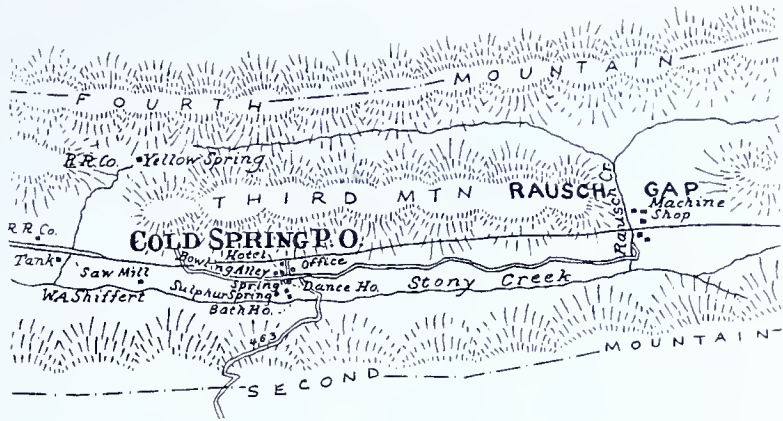 FOURTH MOUNTAIN
R.R.Co. Yellow Spring
THIRD MTN
RAUSCH GAP
Rausch Cr.
Machine
Shop
R.R.Co.
COLD SPRING P.O.
Hotel
Bowling Alley
Office
Tank
Saw Mill
Spring
Sulphur Spring
Dance Ho.
Stony Creek
W.A. Shiffert
Bath Ho.
463
SECOND MOUNTAIN